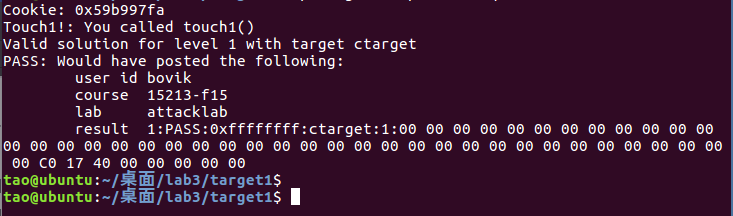 Cookie: 0x59b997fa
Touch1!: You called touch1()
Valid solution for level 1 with target ctarget
PASS: Would have posted the following:
user id bovik
course 15213-f15
lab attacklab
result 1:PASS:0xffffffff:ctarget:1:00 00 00 00 00 00 00 00 00 00 00 00
00 00 00 00 00 00 00 00 00 00 00 00 00 00 00 00 00 00 00 00 00 00 00 00 00 00 00
00 C0 17 40 00 00 00 00 00
tao@ubuntu:~/桌面/lab3/target1$
tao@ubuntu:~/桌面/lab3/target1$